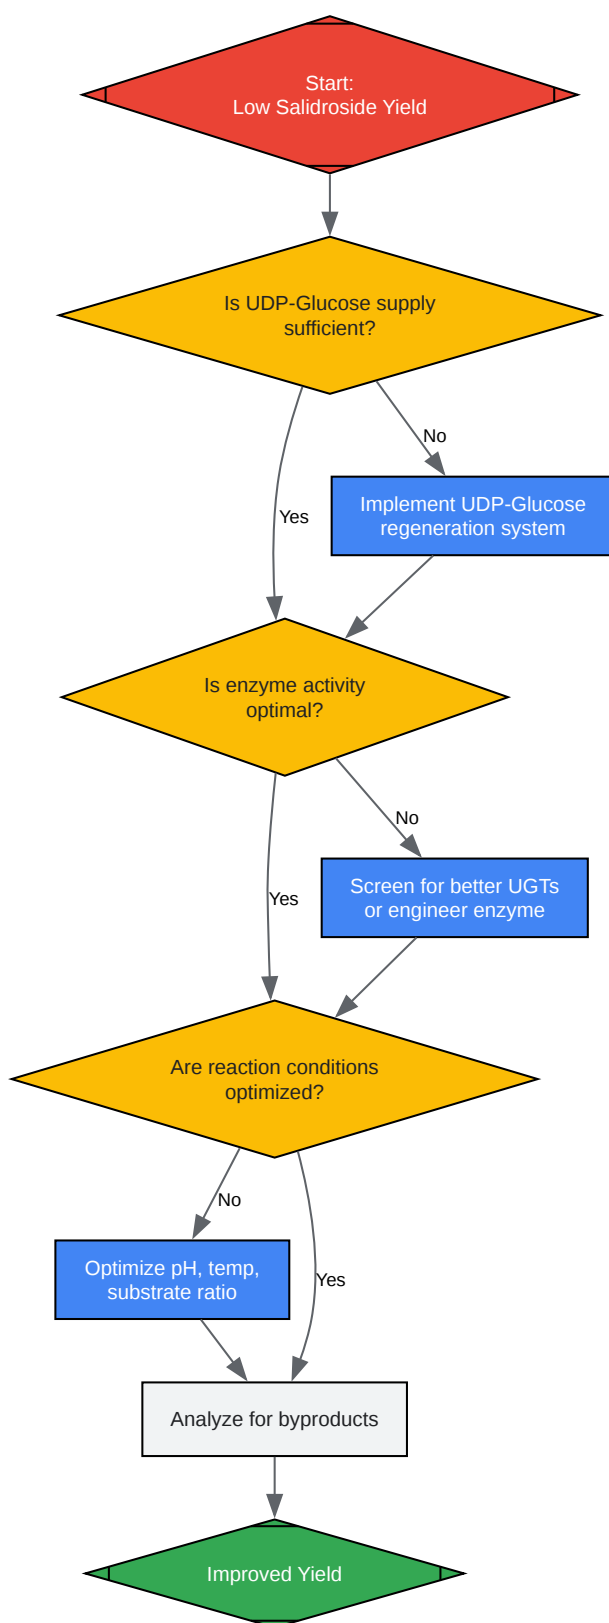 Start:
Low Salidroside Yield
Is UDP-Glucose supply
sufficient?
No
Implement UDP-Glucose
regeneration system
Yes
Is enzyme activity
optimal?
No
Screen for better UGTs
or engineer enzyme
Yes
Are reaction conditions
optimized?
No
Optimize pH, temp,
substrate ratio
Yes
Analyze for byproducts
Improved Yield